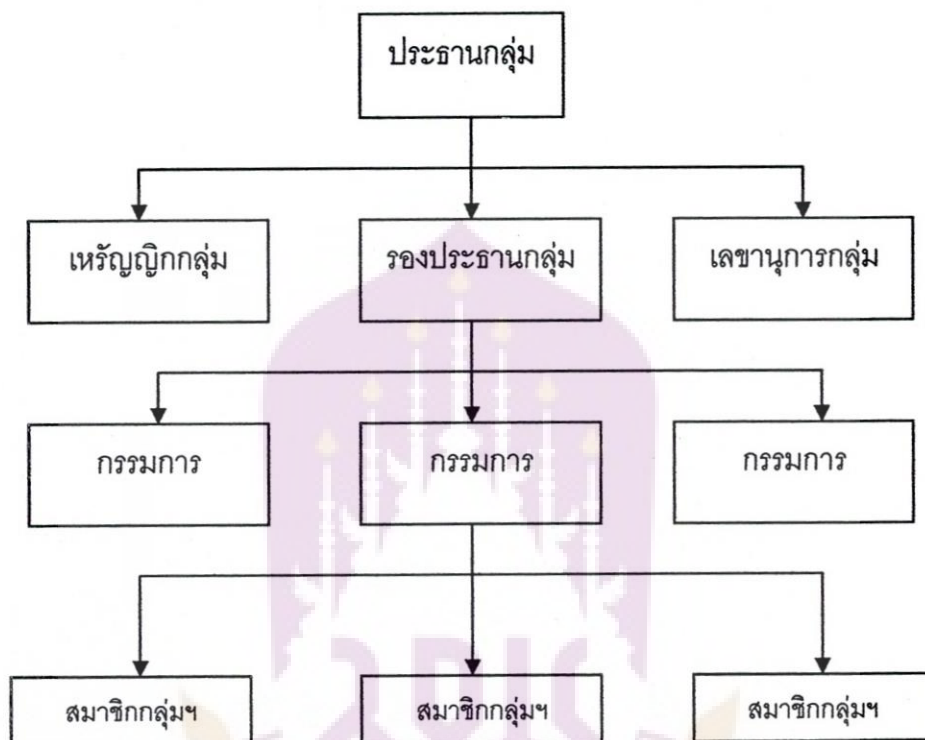 ประธานกลุ่ม
เหรัญญิกกลุ่ม
รองประธานกลุ่ม
เลขานุการกลุ่ม
กรรมการ
กรรมการ
กรรมการ
สมาชิกกลุ่มฯ
สมาชิกกลุ่มฯ
สมาชิกกลุ่มฯ